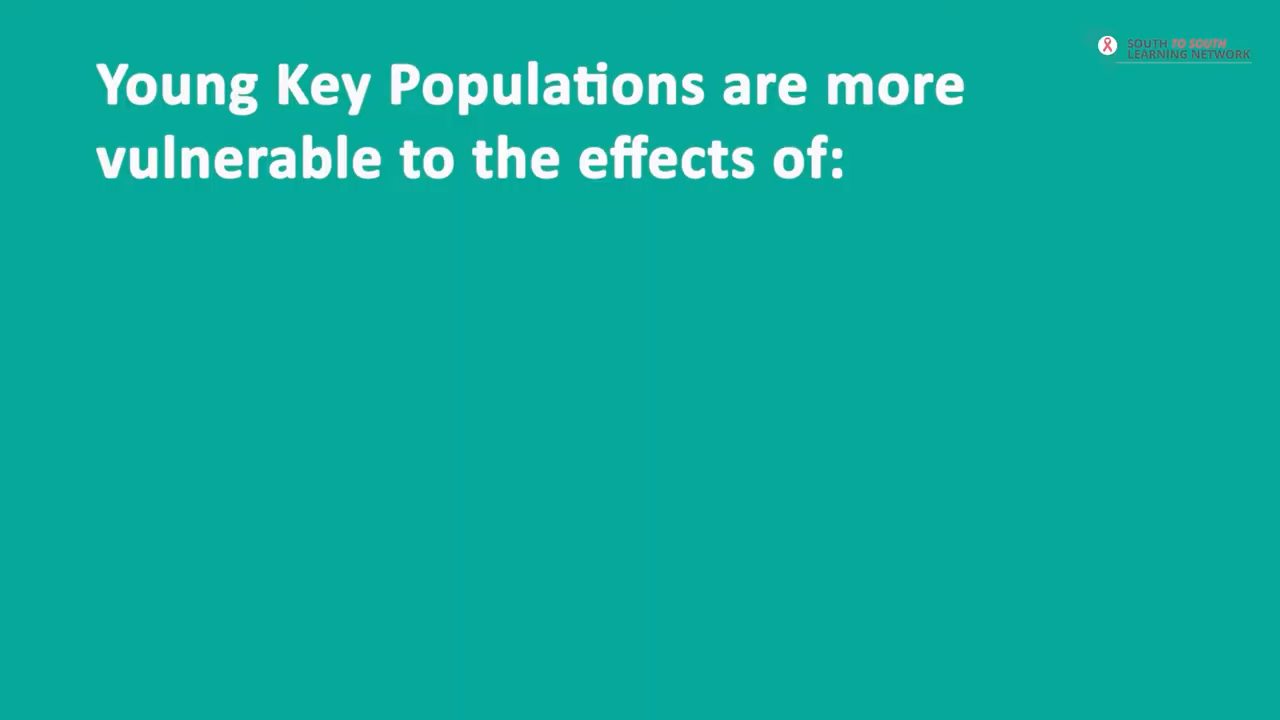 SOUTH TO SOUTH
LEARNING NETWORK
Young Key Populations are more
vulnerable to the effects of: